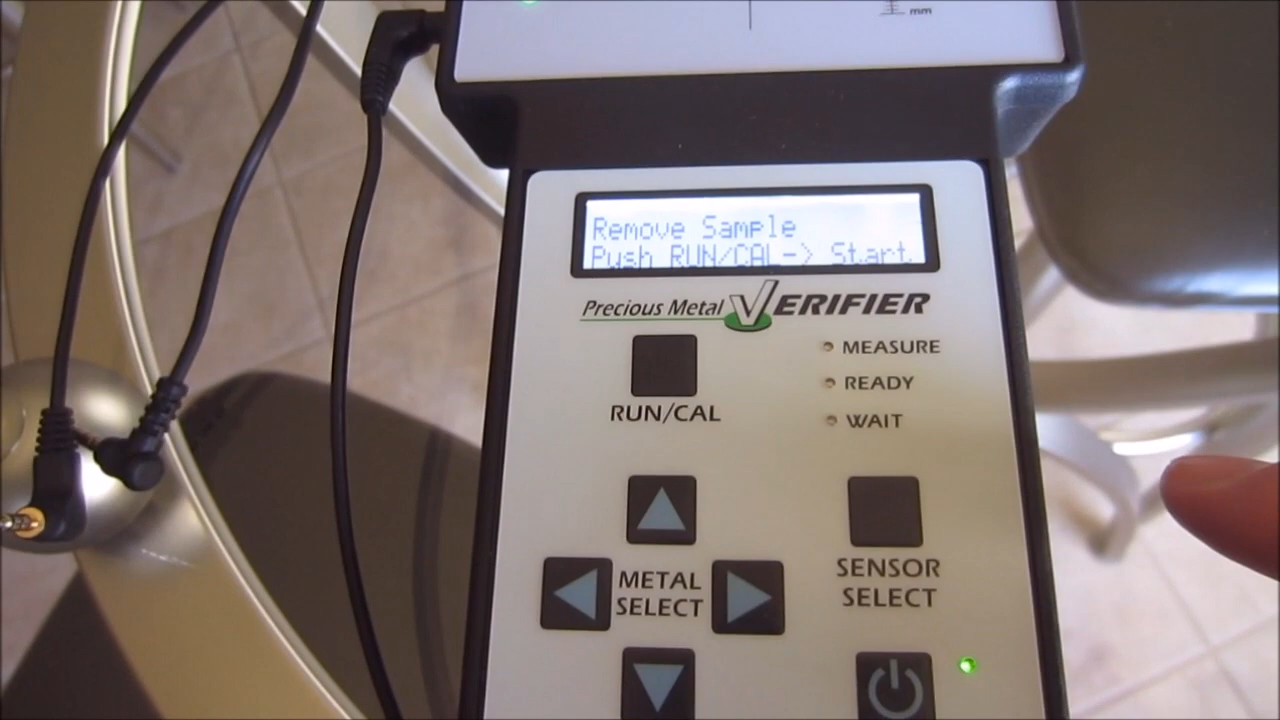 mm
Remove Sample
Push RUN/CAL-> Start
Precious Metal VERIFIER
RUN/CAL
MEASURE
READY
WAIT
METAL
SELECT
SENSOR
SELECT